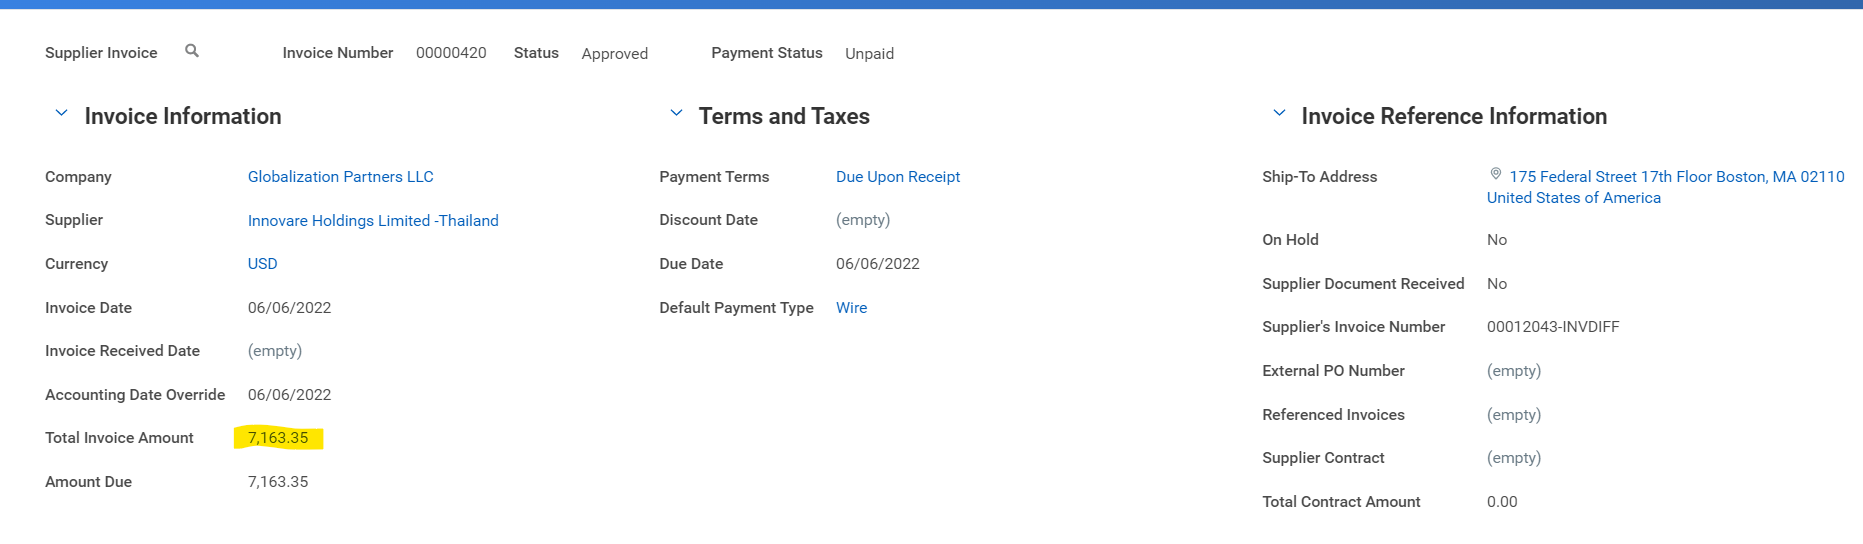 Supplier Invoice Invoice Number 00000420 Status Approved Payment Status Unpaid
Invoice Information
Company Globalization Partners LLC
Supplier Innovare Holdings Limited -Thailand
Currency USD
Invoice Date 06/06/2022
Invoice Received Date (empty)
Accounting Date Override 06/06/2022
Total Invoice Amount 7,163.35
Amount Due 7,163.35
Terms and Taxes
Payment Terms Due Upon Receipt
Discount Date (empty)
Due Date 06/06/2022
Default Payment Type Wire
Invoice Reference Information
Ship-To Address 175 Federal Street 17th Floor Boston, MA 02110
United States of America
On Hold No
Supplier Document Received No
Supplier's Invoice Number 00012043-INVDIFF
External PO Number (empty)
Referenced Invoices (empty)
Supplier Contract (empty)
Total Contract Amount 0.00